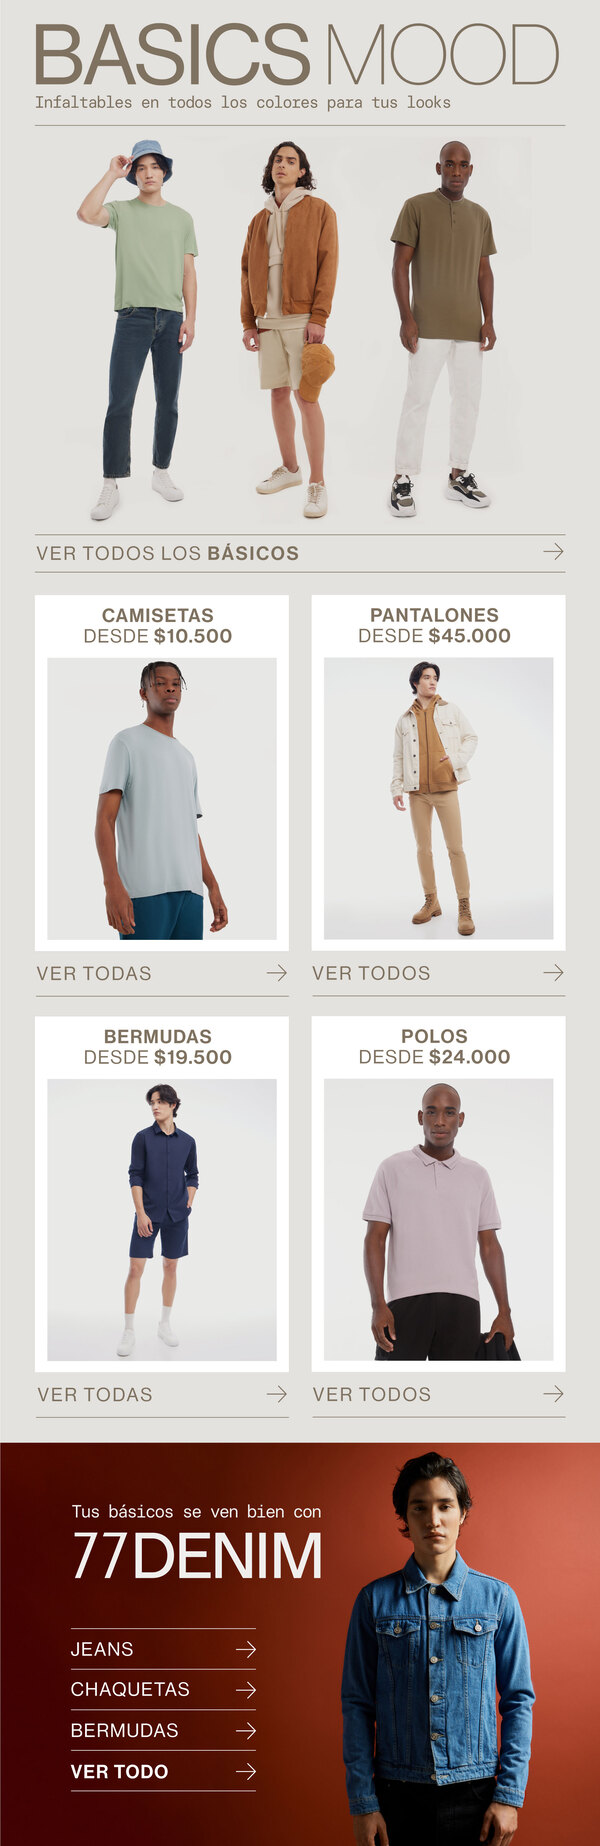 BASICS MOOD
Infaltables en todos los colores para tus looks
VER TODOS LOS BÁSICOS
CAMISETAS
DESDE $10.500
PANTALONES
DESDE $45.000
VER TODAS
VER TODOS
BERMUDAS
DESDE $19.500
POLOS
DESDE $24.000
VER TODAS
VER TODOS
Tus básicos se ven bien con
77DENIM
JEANS
CHAQUETAS
BERMUDAS
VER TODO